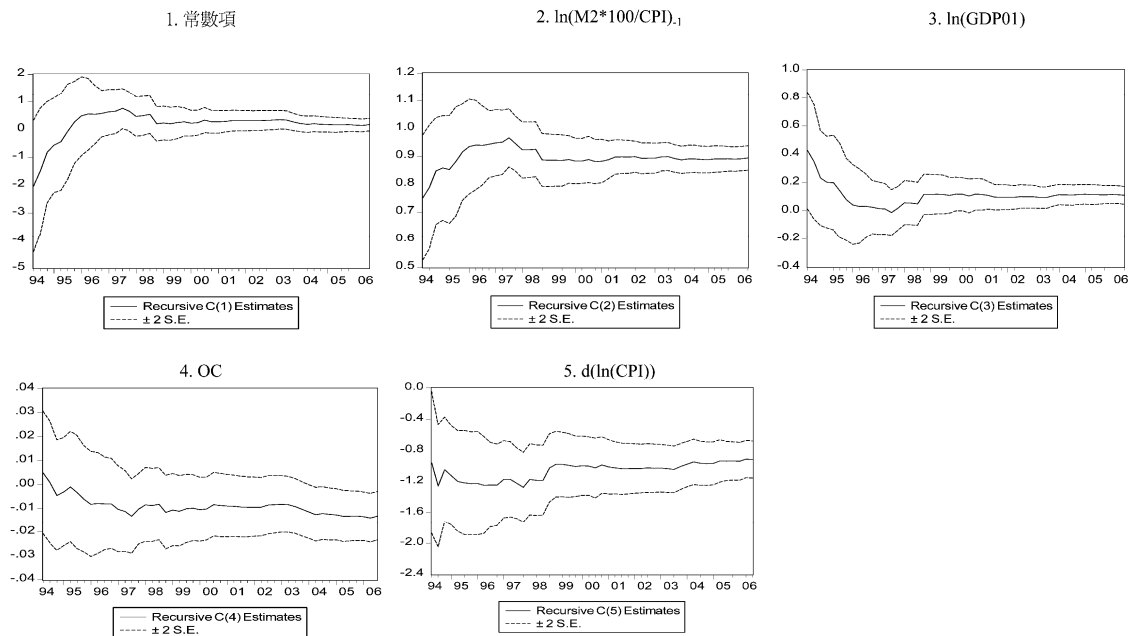 1. 常數項
2
1
0
-1
-2
-3
-4
-5
94 95 96 97 98 99 00 01 02 03 04 05 06
Recursive C(1) Estimates
± 2 S.E.
2. ln(M2*100/CPI)-1
1.2
1.1
1.0
0.9
0.8
0.7
0.6
0.5
94 95 96 97 98 99 00 01 02 03 04 05 06
Recursive C(2) Estimates
± 2 S.E.
3. ln(GDP01)
1.0
0.8
0.6
0.4
0.2
0.0
-0.2
-0.4
94 95 96 97 98 99 00 01 02 03 04 05 06
Recursive C(3) Estimates
± 2 S.E.
4. OC
.04
.03
.02
.01
.00
-.01
-.02
-.03
-.04
94 95 96 97 98 99 00 01 02 03 04 05 06
Recursive C(4) Estimates
± 2 S.E.
5. d(ln(CPI))
0.0
-0.4
-0.8
-1.2
-1.6
-2.0
-2.4
94 95 96 97 98 99 00 01 02 03 04 05 06
Recursive C(5) Estimates
± 2 S.E.